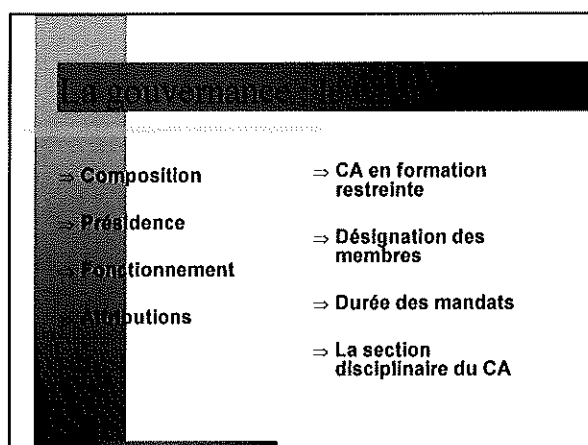 La gouvernance
⇒ Composition
⇒ Présidence
⇒ Fonctionnement
⇒ Attributions
⇒ CA en formation
restreinte
⇒ Désignation des
membres
⇒ Durée des mandats
⇒ La section
disciplinaire du CA